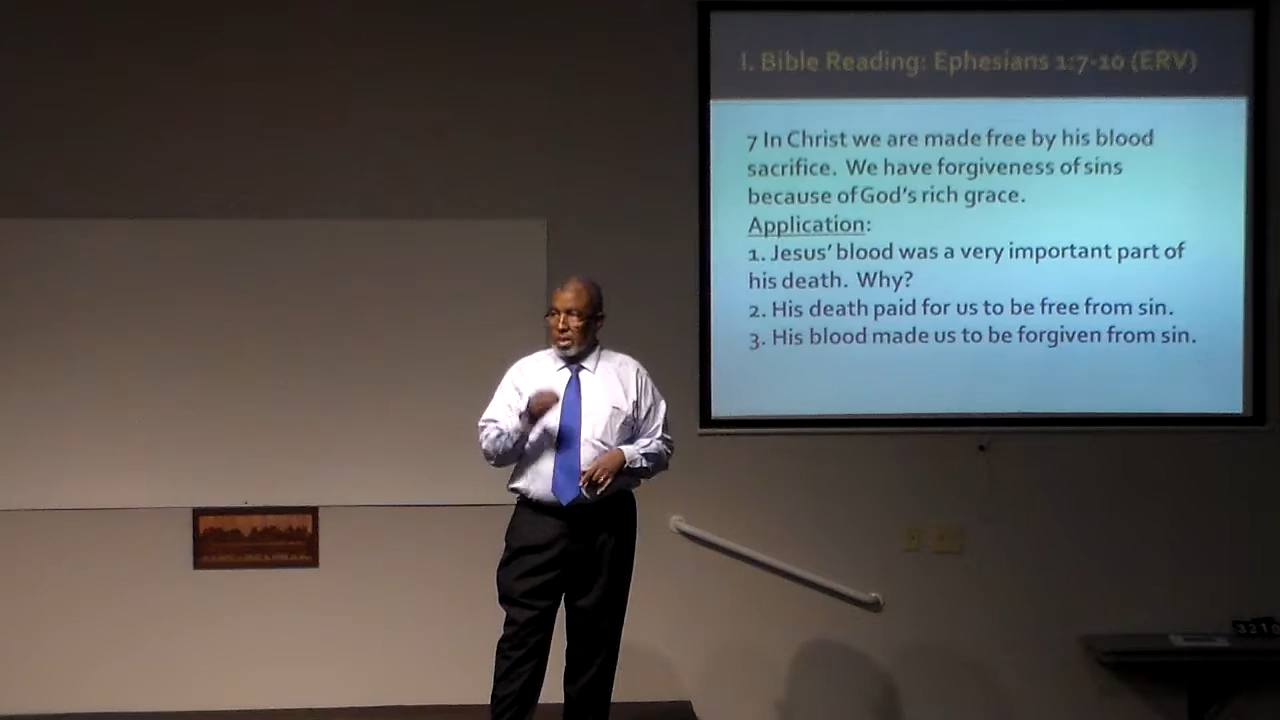 I. Bible Reading: Ephesians 1:7-10 (ERV)
7 In Christ we are made free by his blood
sacrifice. We have forgiveness of sins
because of God's rich grace.
Application:
1. Jesus' blood was a very important part of
his death. Why?
2. His death paid for us to be free from sin.
3. His blood made us to be forgiven from sin.